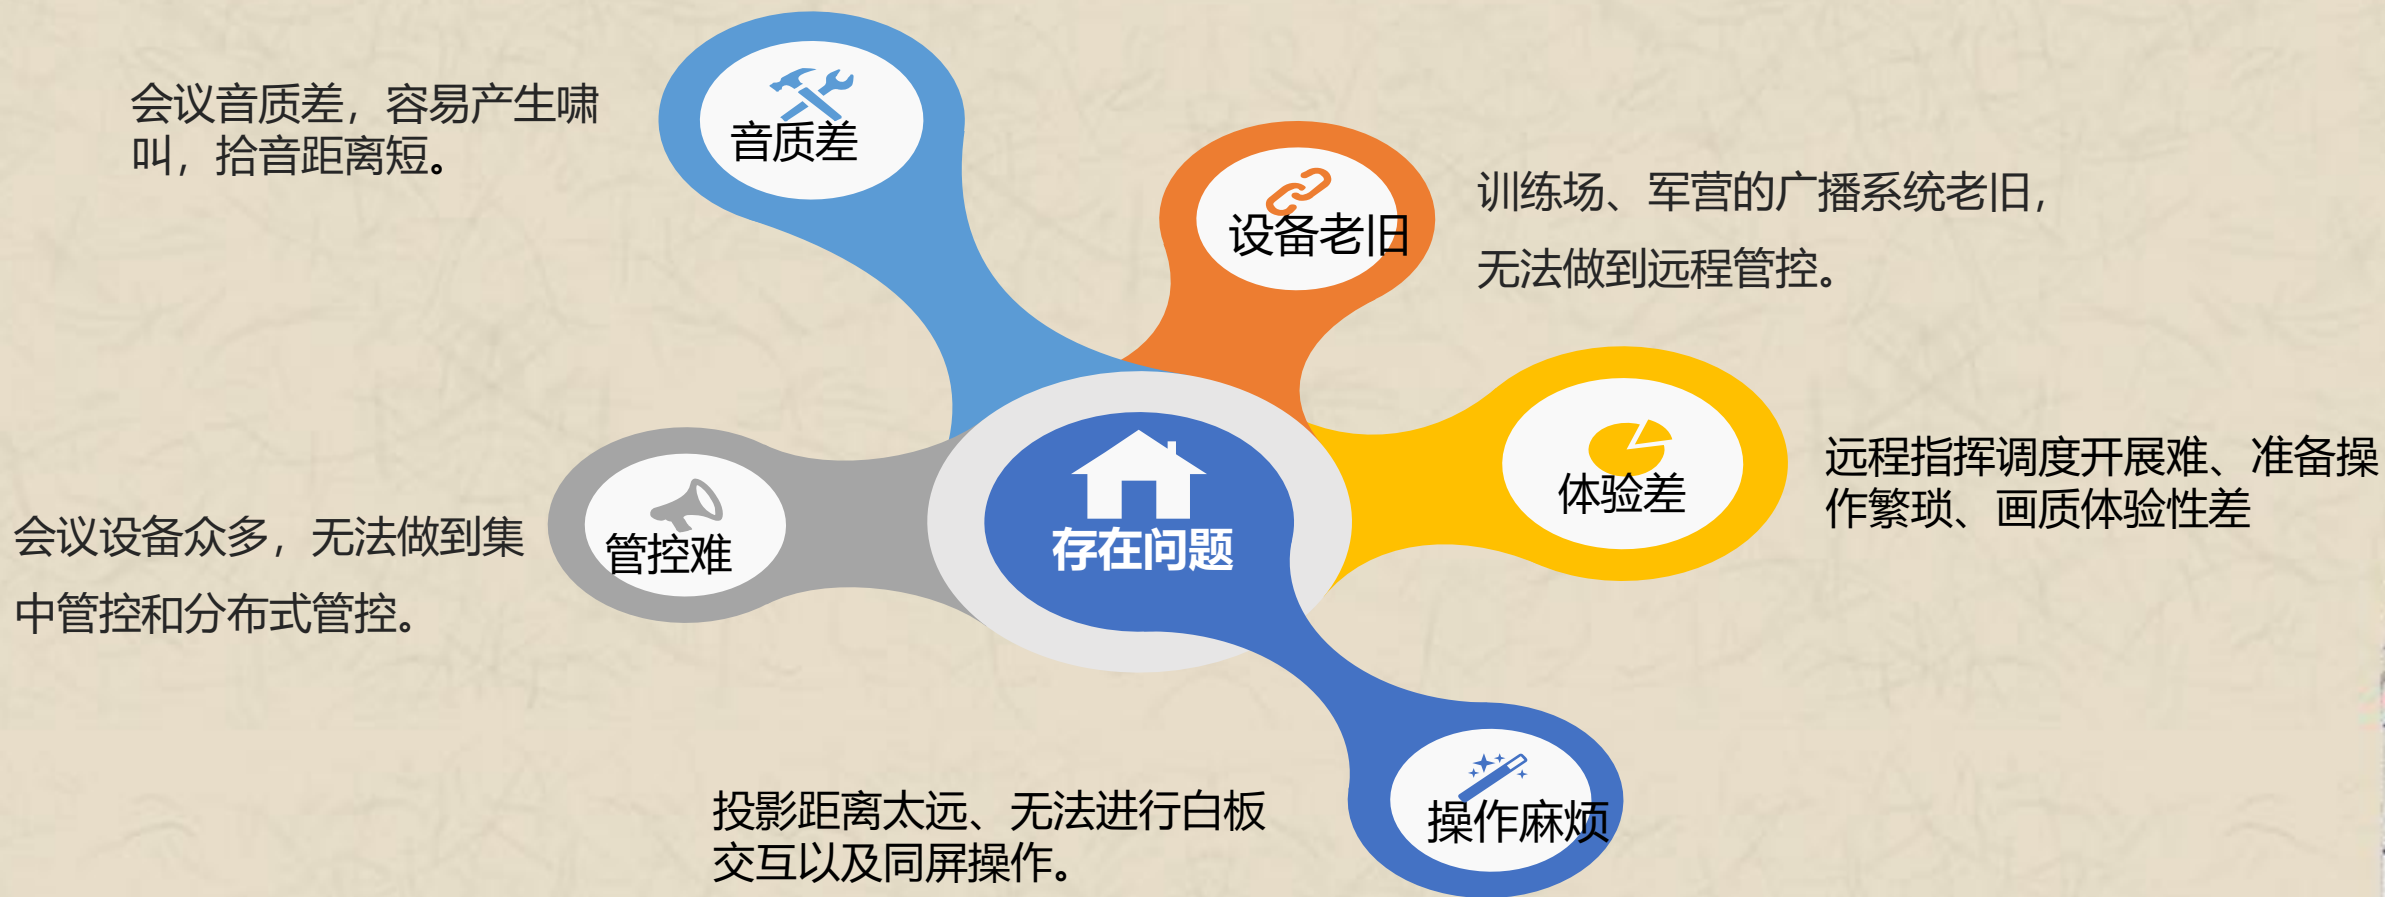 会议音质差，容易产生啸
叫，拾音距离短。
音质差
设备老旧
训练场、军营的广播系统老旧，
无法做到远程管控。
体验差
远程指挥调度开展难、准备操
作繁琐、画质体验性差
存在问题
管控难
会议设备众多，无法做到集
中管控和分布式管控。
投影距离太远、无法进行白板
交互以及同屏操作。
操作麻烦